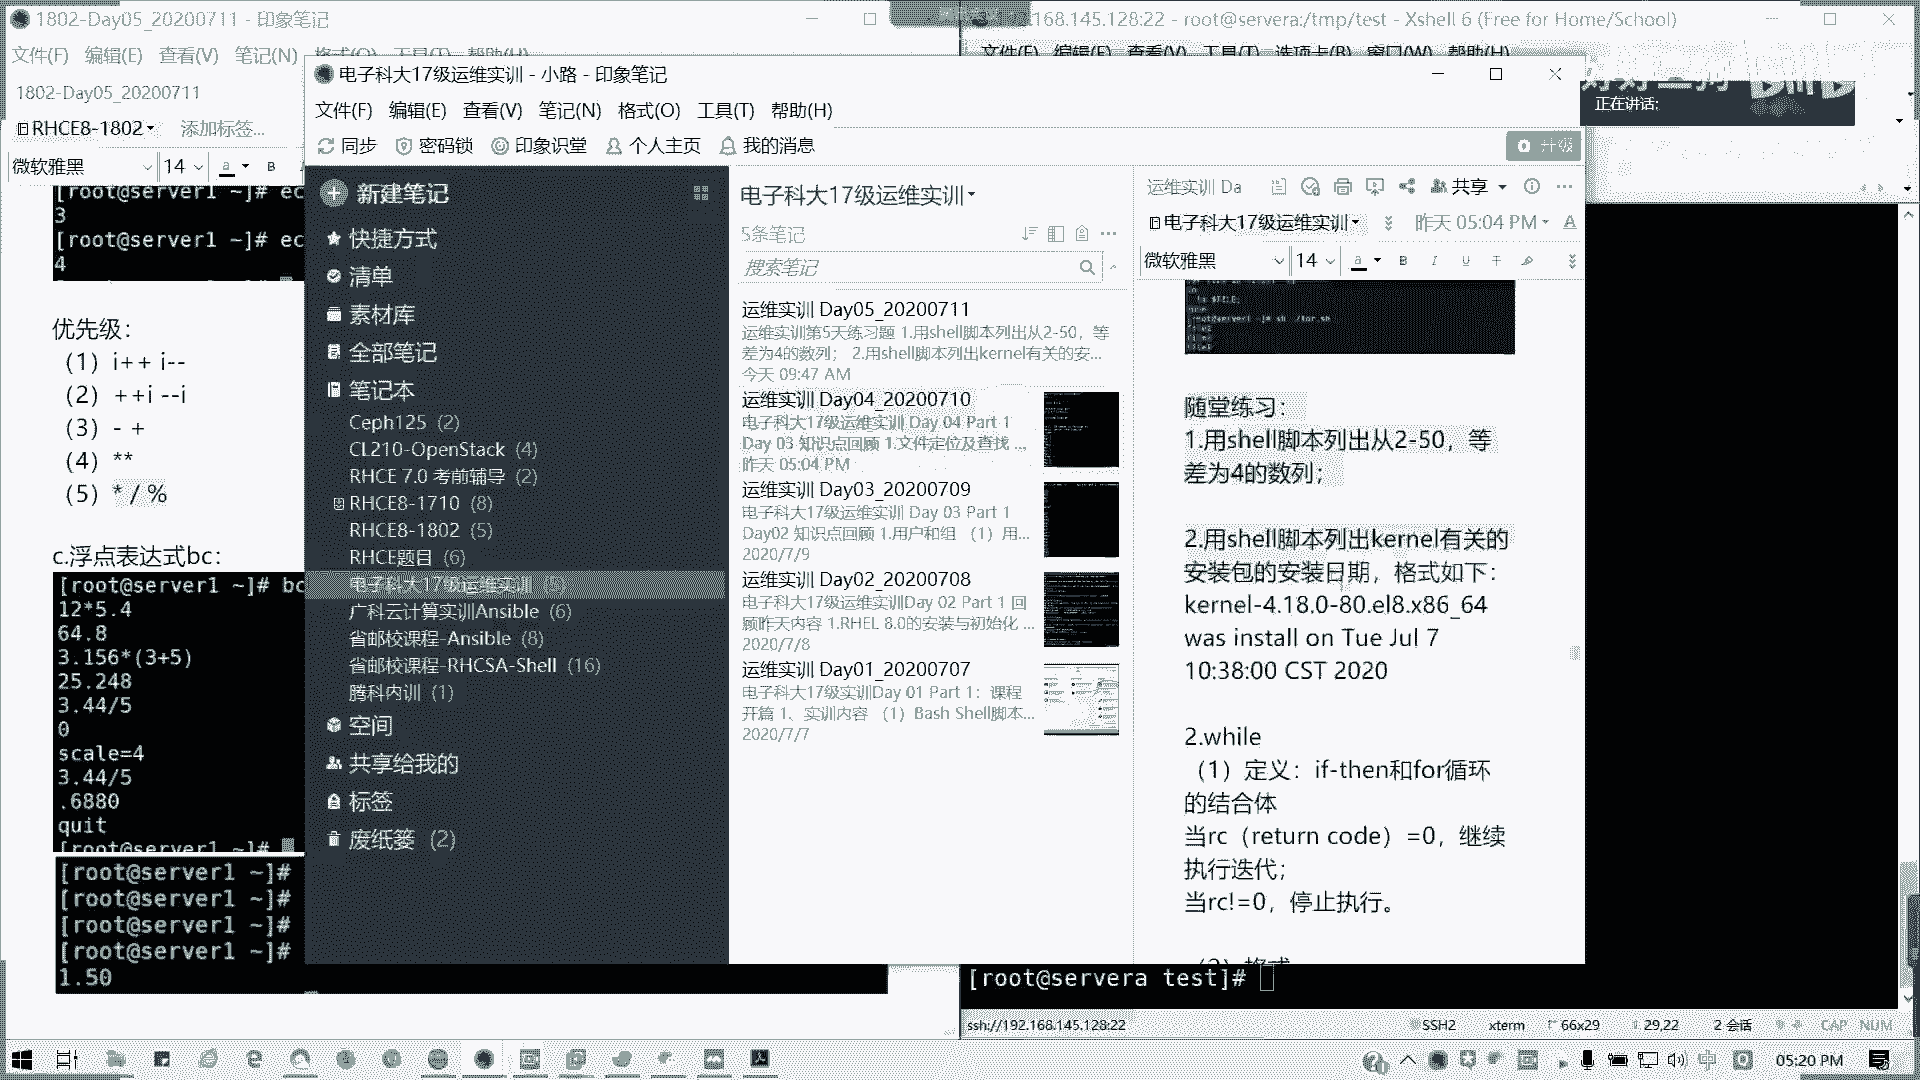 1802-Day05_20200711 - 印象笔记
文件(F) 编辑(E) 查看(V) 笔记(N) 格式(O) 工具(T) 帮助(H)
1802-Day05_20200711
RHCE8-1802 添加标签...
微软雅黑 14 a B
[root@server1 ~]# ec
3
[root@server1 ~]# ec
4
优先级：
（1）i++ i--
（2）++i --i
（3）- +
（4）**
（5）* / %
c.浮点表达式bc：
[root@server1 ~]# bc
12*5.4
64.8
3.156*(3+5)
25.248
3.44/5
0
scale=4
3.44/5
.6880
quit
[root@server1 ~]#
[root@server1 ~]#
[root@server1 ~]#
[root@server1 ~]#
[root@server1 ~]#
1.50
电子科大17级运维实训 - 小路 - 印象笔记
文件(F) 编辑(E) 查看(V) 笔记(N) 格式(O) 工具(T) 帮助(H)
同步 密码锁 印象识堂 个人主页 我的消息 升级
新建笔记
快捷方式
清单
素材库
全部笔记
笔记本
Ceph125 (2)
CL210-OpenStack (4)
RHCE 7.0 考前辅导 (2)
RHCE8-1710 (8)
RHCE8-1802 (5)
RHCE题目 (6)
电子科大17级运维实训 (5)
广科云计算实训Ansible (6)
省邮校课程-Ansible (8)
省邮校课程-RHCSA-Shell (16)
腾科内训 (1)
空间
共享给我的
标签
废纸篓 (2)
电子科大17级运维实训
5条笔记
搜索笔记
运维实训 Day05_20200711
运维实训第5天练习题 1.用shell脚本列出从2-50，等
差为4的数列； 2.用shell脚本列出kernel有关的安...
今天 09:47 AM
运维实训 Day04_20200710
电子科大17级运维实训 Day 04 Part 1
Day 03 知识点回顾 1.文件定位及查找 ...
昨天 05:04 PM
运维实训 Day03_20200709
电子科大17级运维实训 Day 03 Part 1
Day02 知识点回顾 1.用户和组 （1）用...
2020/7/9
运维实训 Day02_20200708
电子科大17级运维实训Day 02 Part 1 回
顾昨天内容 1.RHEL 8.0的安装与初始化 ...
2020/7/8
运维实训 Day01_20200707
电子科大17级实训Day 01 Part 1：课程
开篇 1、实训内容 （1）Bash Shell脚本...
2020/7/7
运维实训 Da 共享
电子科大17级运维实训 昨天 05:04 PM
微软雅黑 14 a B I U T
随堂练习：
1.用shell脚本列出从2-50，等
差为4的数列；
2.用shell脚本列出kernel有关的
安装包的安装日期，格式如下：
kernel-4.18.0-80.el8.x86_64
was install on Tue Jul 7
10:38:00 CST 2020
2.while
（1）定义：if-then和for循环
的结合体
当rc（return code）=0，继续
执行迭代；
当rc!=0，停止执行。
（2）格式
.168.145.128:22 - root@servera:/tmp/test - Xshell 6 (Free for Home/School)
文件(F) 编辑(E) 查看(V) 工具(T) 选项卡(B) 窗口(W) 帮助(H)
正在讲话:
[root@servera test]#
ssh://192.168.145.128:22 SSH2 xterm 66x29 29,22 2 会话 CAP NUM
中 05:20 PM